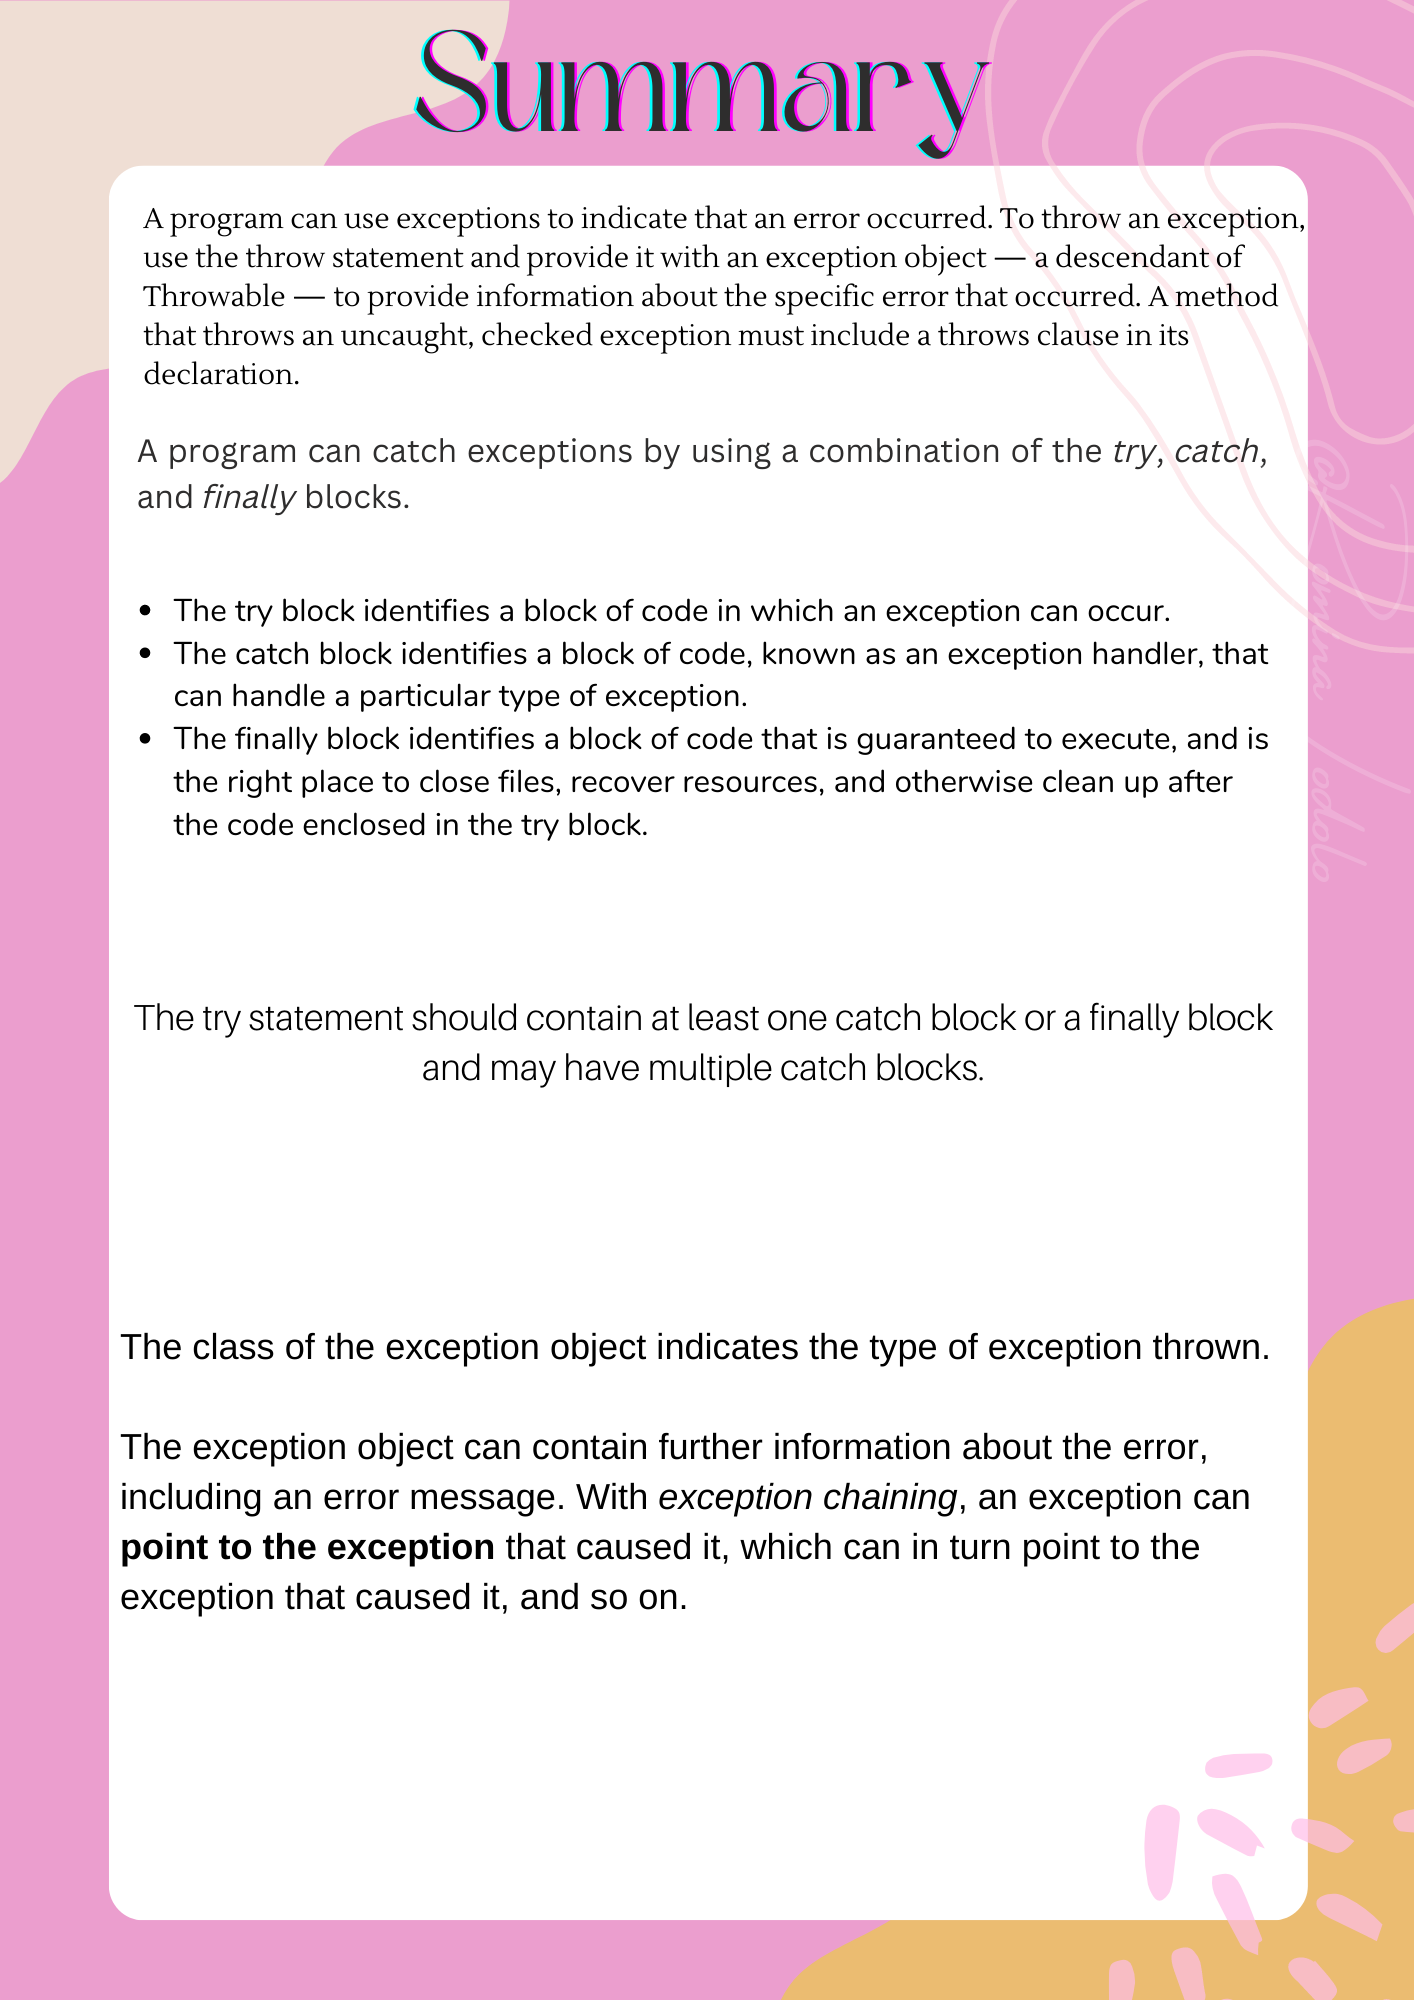 Summary
A program can use exceptions to indicate that an error occurred. To throw an exception,
use the throw statement and provide it with an exception object — a descendant of
Throwable — to provide information about the specific error that occurred. A method
that throws an uncaught, checked exception must include a throws clause in its
declaration.
A program can catch exceptions by using a combination of the try, catch,
and finally blocks.
• The try block identifies a block of code in which an exception can occur.
• The catch block identifies a block of code, known as an exception handler, that
can handle a particular type of exception.
• The finally block identifies a block of code that is guaranteed to execute, and is
the right place to close files, recover resources, and otherwise clean up after
the code enclosed in the try block.
The try statement should contain at least one catch block or a finally block
and may have multiple catch blocks.
The class of the exception object indicates the type of exception thrown.
The exception object can contain further information about the error,
including an error message. With exception chaining, an exception can
point to the exception that caused it, which can in turn point to the
exception that caused it, and so on.